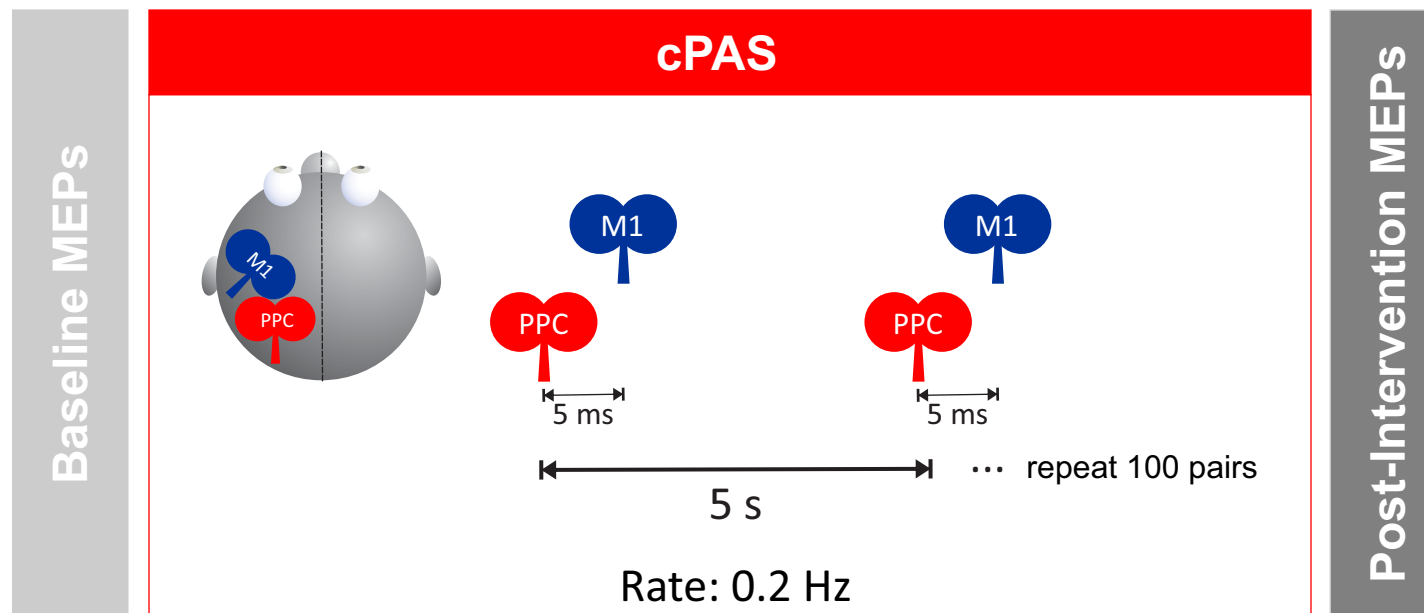 Baseline MEPs
cPAS
M1
PPC
M1
M1
PPC
PPC
5 ms
5 ms
5 s
... repeat 100 pairs
Rate: 0.2 Hz
Post-Intervention MEPs